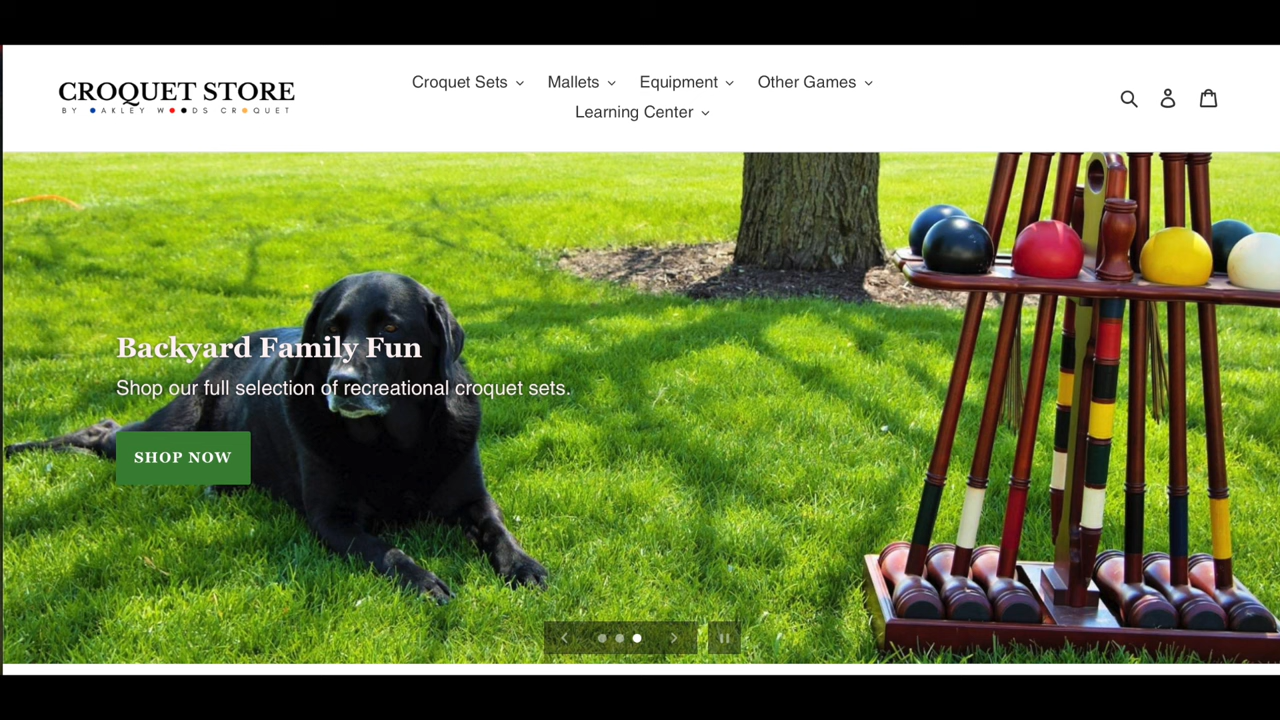 CROQUET STORE
BY OAKLEY WOODS CROQUET
Croquet Sets
Mallets
Equipment
Other Games
Learning Center
Backyard Family Fun
Shop our full selection of recreational croquet sets.
SHOP NOW